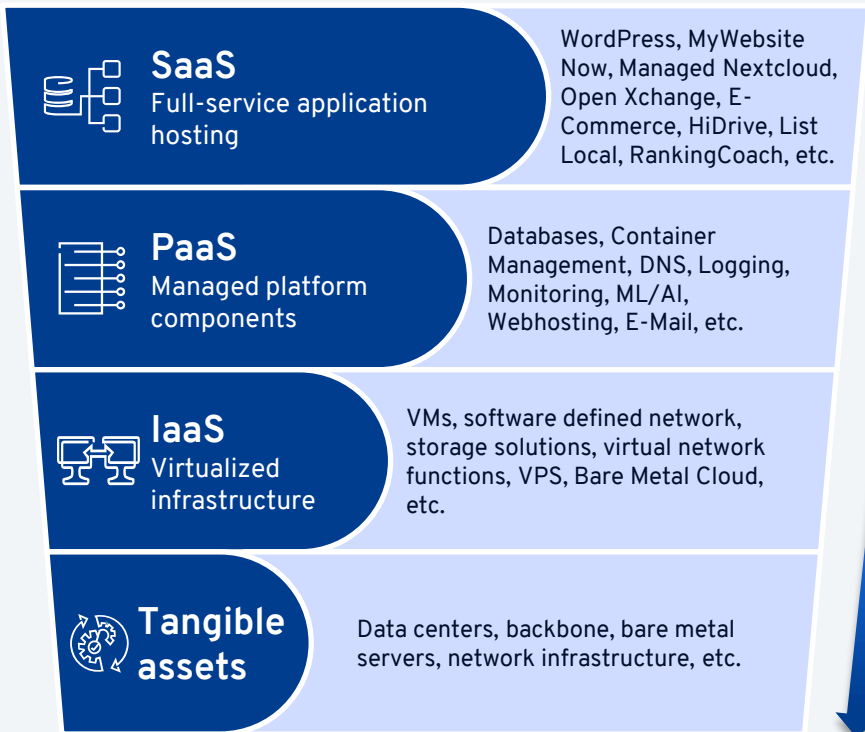 SaaS
Full-service application
hosting
WordPress, MyWebsite
Now, Managed Nextcloud,
Open Xchange, E-
Commerce, HiDrive, List
Local, RankingCoach, etc.
PaaS
Managed platform
components
Databases, Container
Management, DNS, Logging,
Monitoring, ML/AI,
Webhosting, E-Mail, etc.
IaaS
Virtualized
infrastructure
VMs, software defined network,
storage solutions, virtual network
functions, VPS, Bare Metal Cloud,
etc.
Tangible
assets
Data centers, backbone, bare metal
servers, network infrastructure, etc.